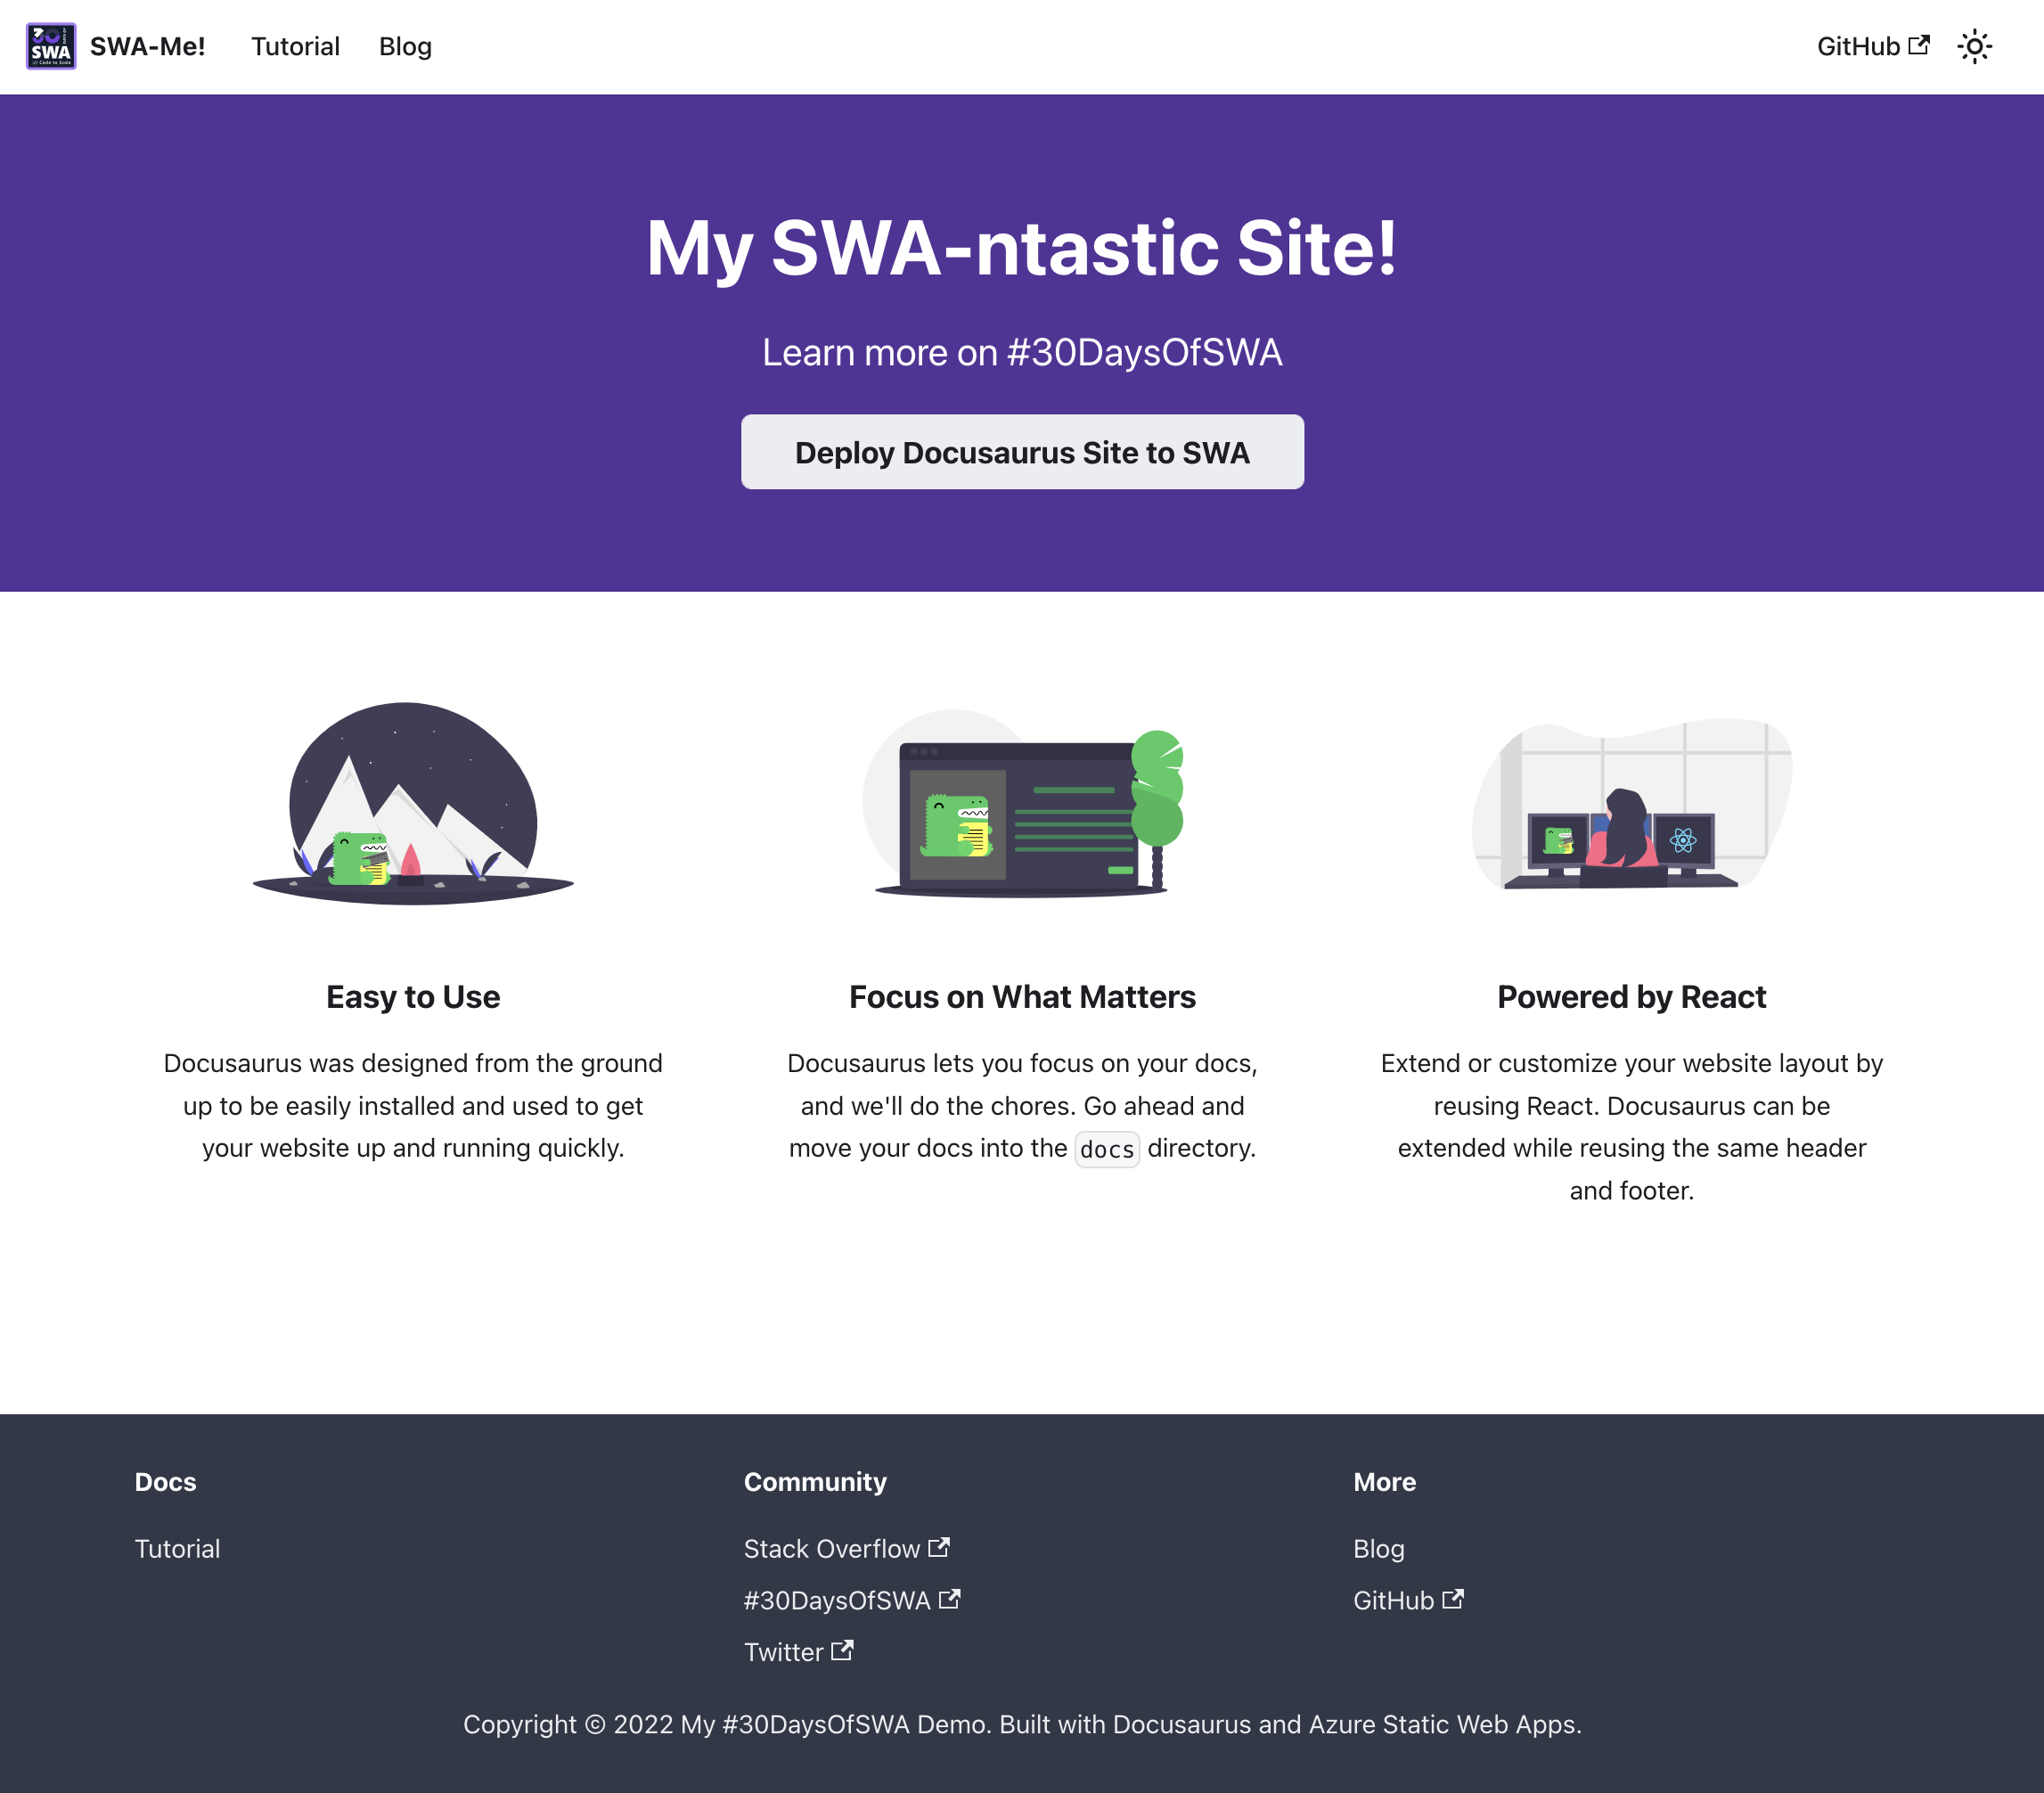 30
SWA
SWA-Me! Tutorial Blog GitHub
My SWA-ntastic Site!
Learn more on #30DaysOfSWA
Deploy Docusaurus Site to SWA
Easy to Use
Docusaurus was designed from the ground
up to be easily installed and used to get
your website up and running quickly.
Focus on What Matters
Docusaurus lets you focus on your docs,
and we'll do the chores. Go ahead and
move your docs into the docs directory.
Powered by React
Extend or customize your website layout by
reusing React. Docusaurus can be
extended while reusing the same header
and footer.
Docs
Tutorial
Community
Stack Overflow
#30DaysOfSWA
Twitter
More
Blog
GitHub
Copyright © 2022 My #30DaysOfSWA Demo. Built with Docusaurus and Azure Static Web Apps.